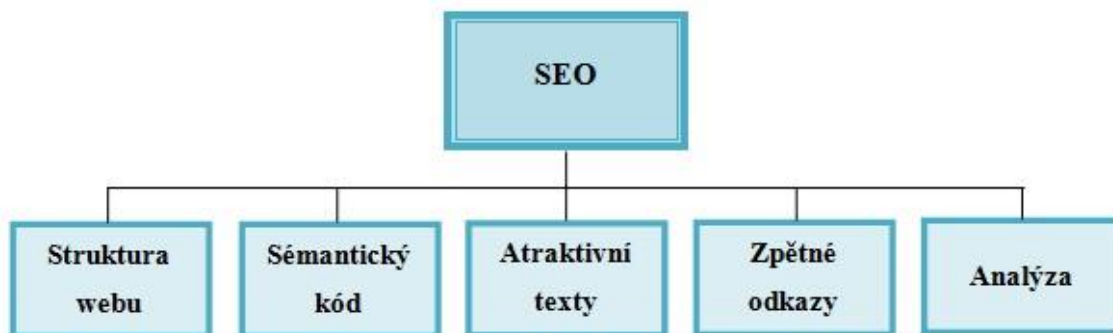 SEO
Struktura
webu
Sémantický
kód
Atraktivní
texty
Zpětné
odkazy
Analýza